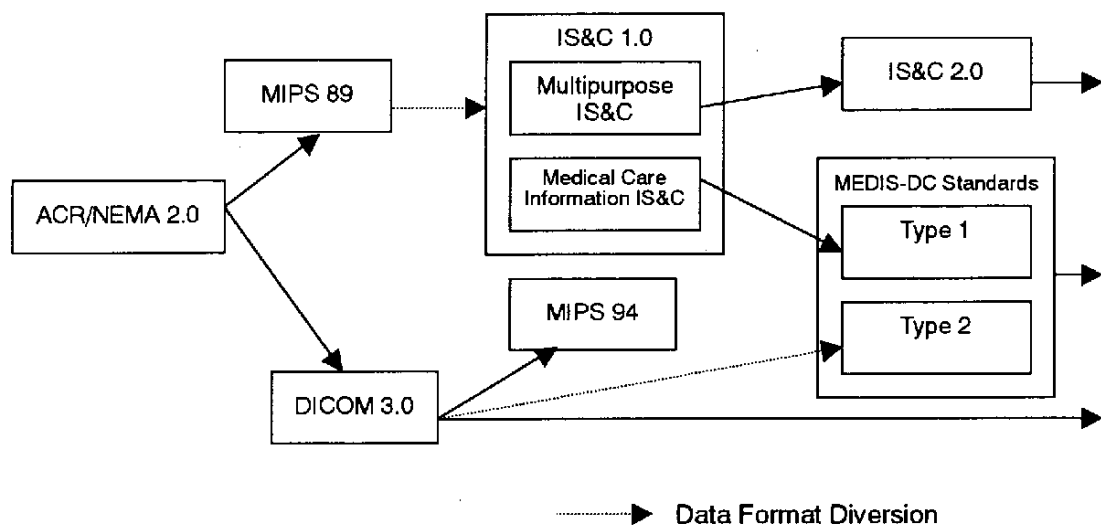 IS&C 1.0
MIPS 89
Multipurpose
IS&C
IS&C 2.0
Medical Care
Information IS&C
MEDIS-DC Standards
ACR/NEMA 2.0
Type 1
MIPS 94
Type 2
DICOM 3.0
Data Format Diversion